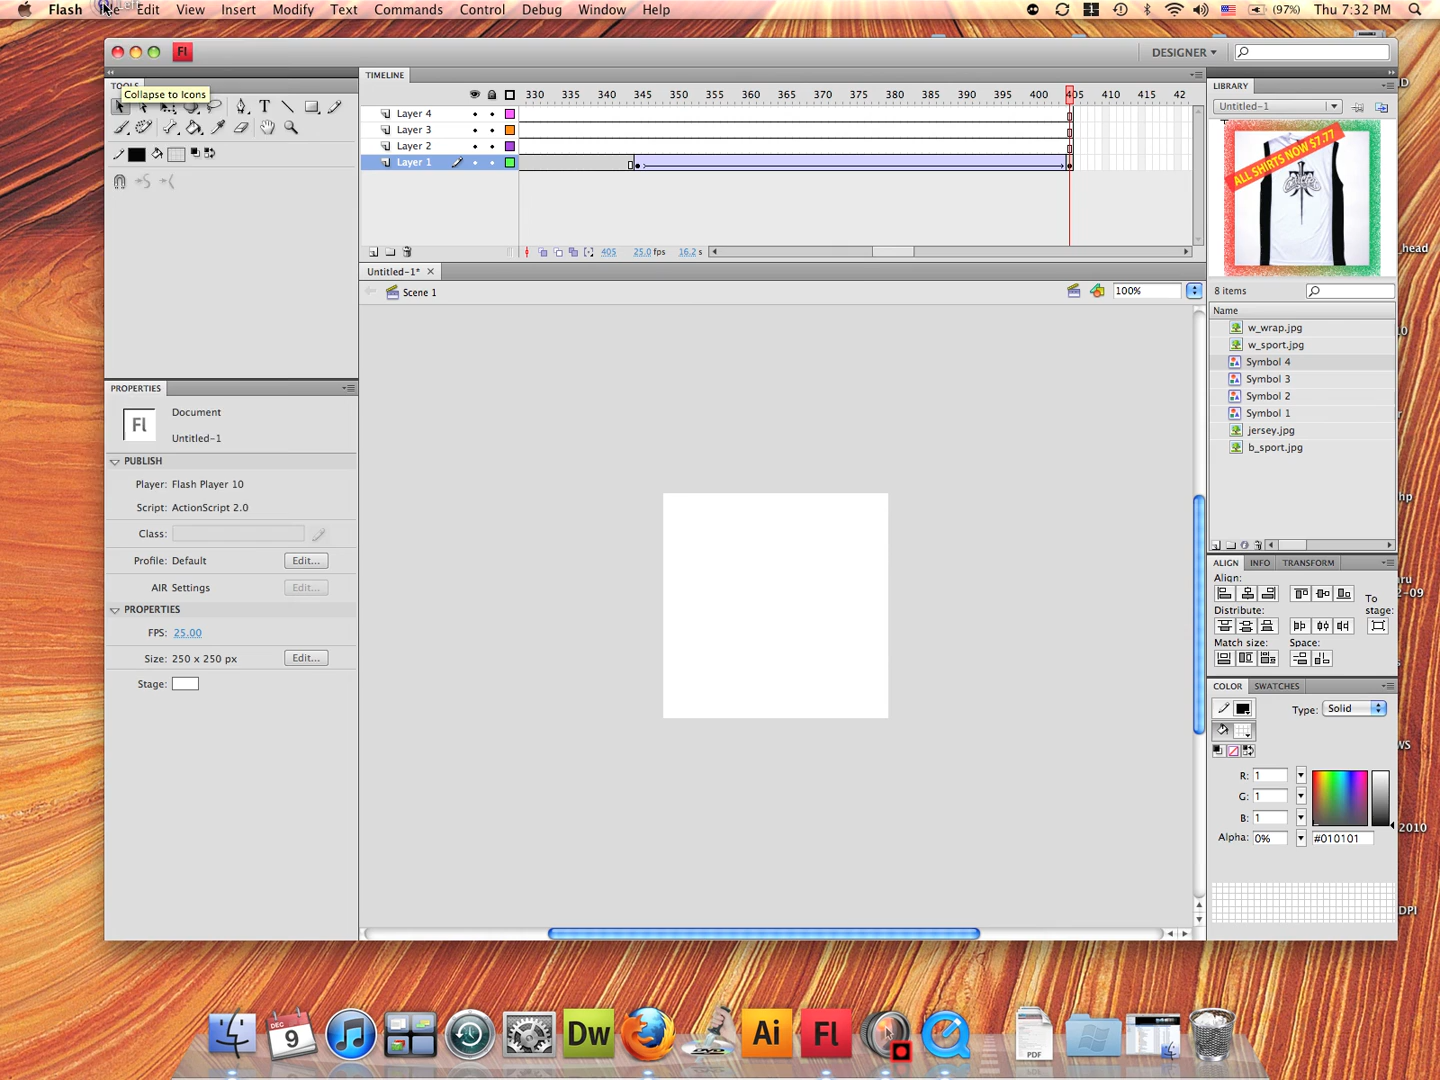 Flash File Edit View Insert Modify Text Commands Control Debug Window Help (97%) Thu 7:32 PM
Fl DESIGNER
TOOLS
Collapse to Icons
T
TIMELINE
330 335 340 345 350 355 360 365 370 375 380 385 390 395 400 405 410 415 42
Layer 4
Layer 3
Layer 2
Layer 1
405 25.0 fps 16.2 s
Untitled-1*
Scene 1
100%
PROPERTIES
Fl
Document
Untitled-1
PUBLISH
Player: Flash Player 10
Script: ActionScript 2.0
Class:
Profile: Default Edit...
AIR Settings Edit...
PROPERTIES
FPS: 25.00
Size: 250 x 250 px Edit...
Stage:
LIBRARY
Untitled-1
ALL SHIRTS NOW $7.77
8 items
Name
w_wrap.jpg
w_sport.jpg
Symbol 4
Symbol 3
Symbol 2
Symbol 1
jersey.jpg
b_sport.jpg
ALIGN INFO TRANSFORM
Align:
To
stage:
Distribute:
Match size: Space:
COLOR SWATCHES
Type: Solid
R: 1
G: 1
B: 1
Alpha: 0% #010101
_head
2-09
2010
DPI
DEC
9
Dw
DVD
Ai
Fl
PDF